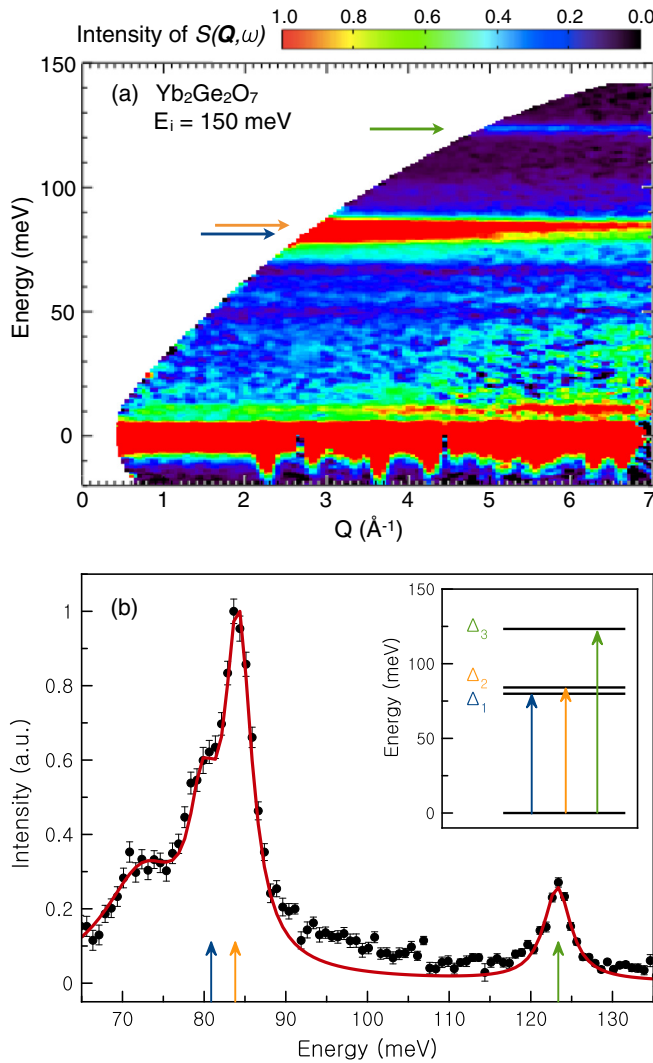 Intensity of S(Q,ω)
1.0 0.8 0.6 0.4 0.2 0.0
(a) Yb2Ge2O7
Ei = 150 meV
150
100
50
0
Energy (meV)
0 1 2 3 4 5 6 7
Q (Å-1)
(b)
1
0.8
0.6
0.4
0.2
0
Intensity (a.u.)
70 80 90 100 110 120 130
Energy (meV)
150
100
50
0
Energy (meV)
Δ3
Δ2
Δ1